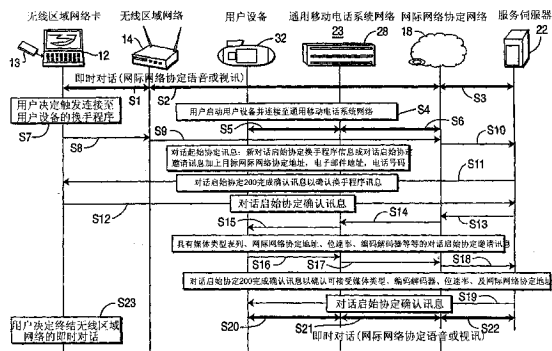 无线区域网络卡
无线区域网络
用户设备
通用移动电话系统网络
网际网络协定网络
服务伺服器
13
12
14
32
23
28
18
22
即时对话(网际网络协定语音或视讯)
S1
S2
S3
用户决定触发连接至
用户设备的换手程序
S7
用户启动用户设备并连接至通用移动电话系统网络
S4
S5
S6
S8
S9
S10
对话起始协定讯息:新对话启始协定换手程序信息或对话启始协定
邀请讯息加上目标网际网络协定地址,电子邮件地址,电话号码
S11
对话启始协定200完成确认讯息以确认换手程序讯息
S12
对话启始协定确认讯息
S13
S14
S15
具有媒体类型表列、网际网络协定地址、位速率、编码解码器等等的对话启始协定邀请讯息
S16
S17
S18
对话启始协定200完成确认讯息以确认可接受媒体类型,编码解码器、位速率、及网际网络协定地址
S23
对话启始协定确认讯息
S19
用户决定终结无线区域
网络的即时对话
S20
S21
S22
即时对话(网际网络协定语音或视讯)